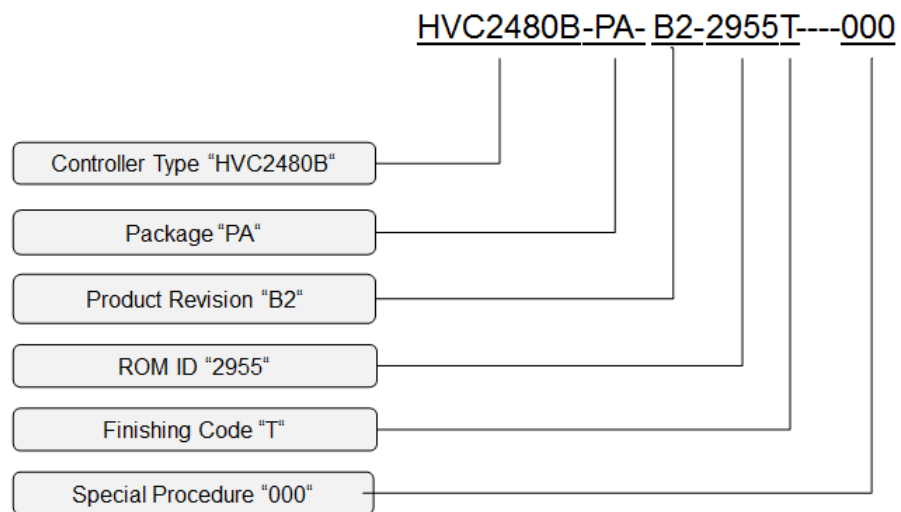 HVC2480B-PA- B2-2955T----000
Controller Type "HVC2480B"
Package "PA"
Product Revision "B2"
ROM ID "2955"
Finishing Code "T"
Special Procedure "000"